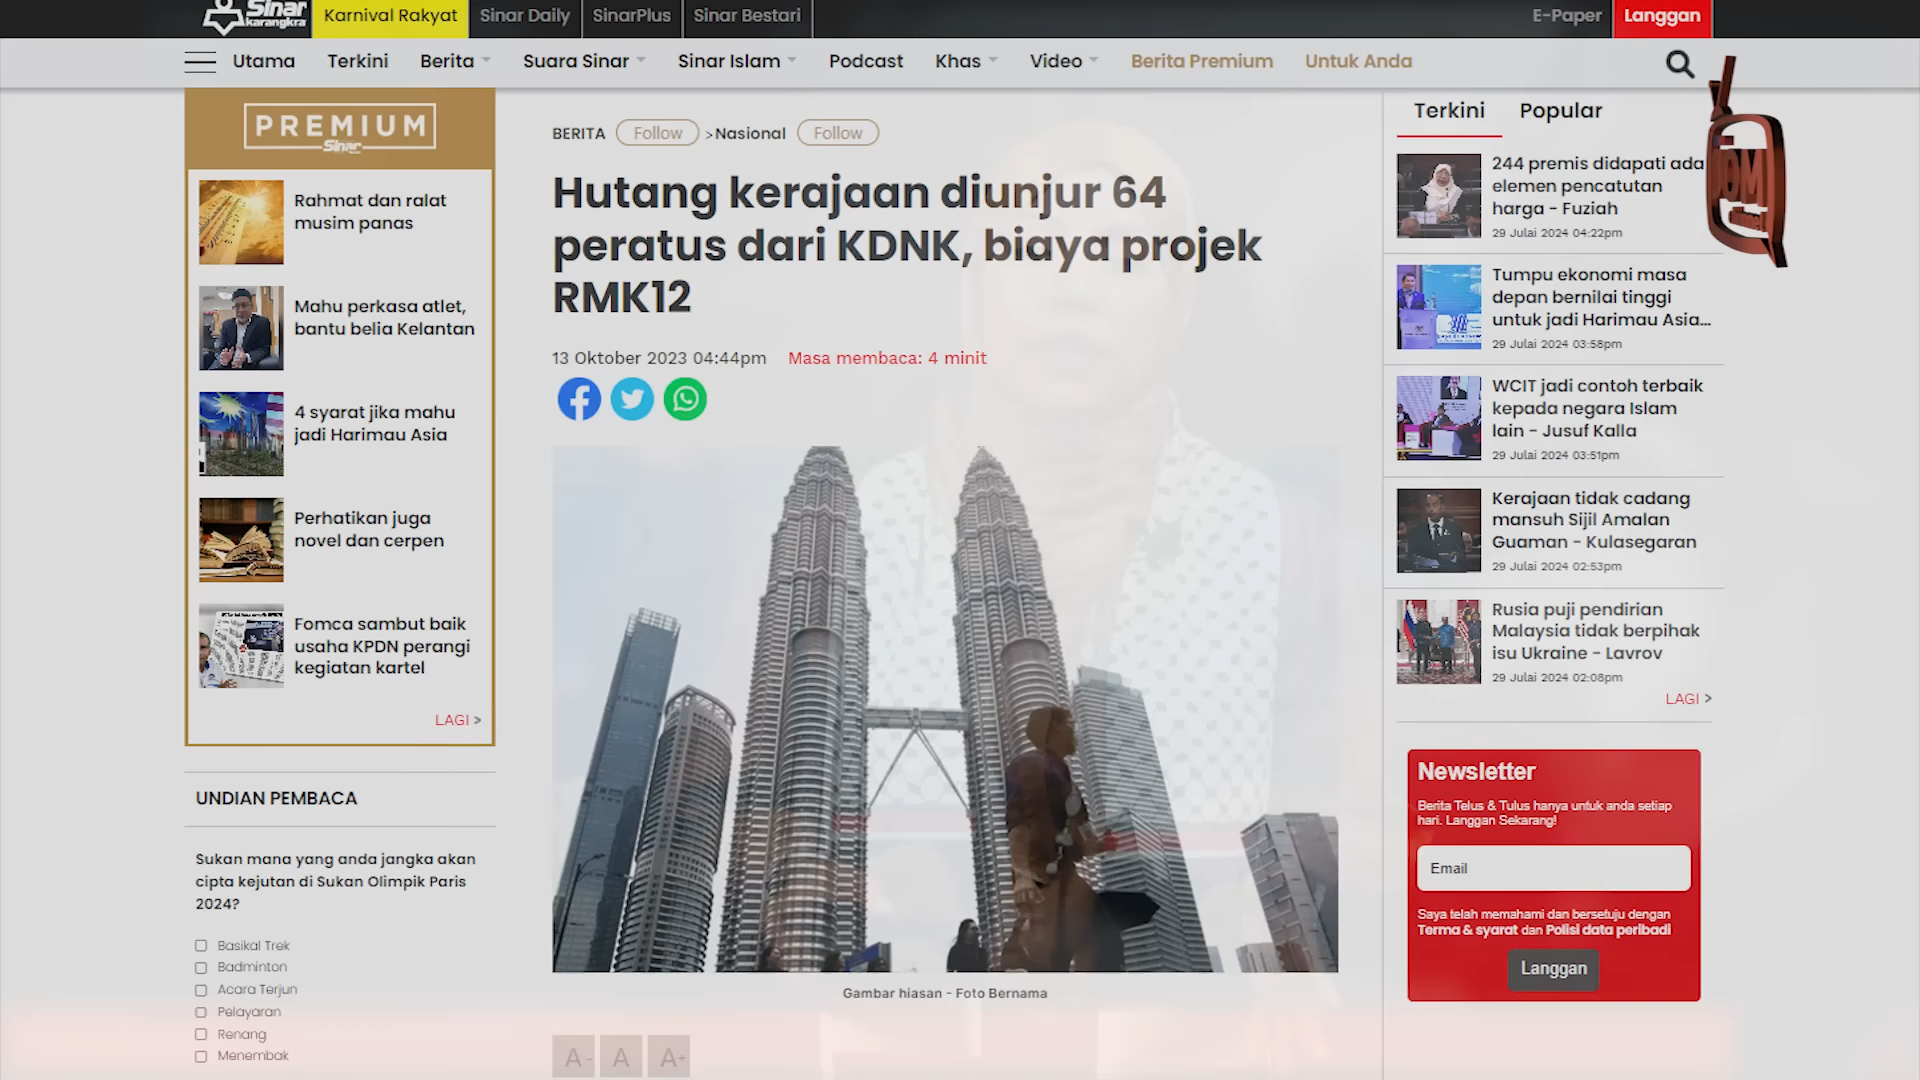 Sinar
karangkraf
Karnival Rakyat
Sinar Daily
SinarPlus
Sinar Bestari
E-Paper
Langgan
Utama
Terkini
Berita
Suara Sinar
Sinar Islam
Podcast
Khas
Video
Berita Premium
Untuk Anda
PREMIUM
Sinar
Rahmat dan ralat
musim panas
Mahu perkasa atlet,
bantu belia Kelantan
4 syarat jika mahu
jadi Harimau Asia
Perhatikan juga
novel dan cerpen
Fomca sambut baik
usaha KPDN perangi
kegiatan kartel
LAGI >
UNDIAN PEMBACA
Sukan mana yang anda jangka akan
cipta kejutan di Sukan Olimpik Paris
2024?
Basikal Trek
Badminton
Acara Terjun
Pelayaran
Renang
Menembak
BERITA Follow > Nasional Follow
Hutang kerajaan diunjur 64
peratus dari KDNK, biaya projek
RMK12
13 Oktober 2023 04:44pm Masa membaca: 4 minit
Gambar hiasan - Foto Bernama
A- A A+
Terkini Popular
244 premis didapati ada
elemen pencatutan
harga - Fuziah
29 Julai 2024 04:22pm
Tumpu ekonomi masa
depan bernilai tinggi
untuk jadi Harimau Asia...
29 Julai 2024 03:58pm
WCIT jadi contoh terbaik
kepada negara Islam
lain - Jusuf Kalla
29 Julai 2024 03:51pm
Kerajaan tidak cadang
mansuh Sijil Amalan
Guaman - Kulasegaran
29 Julai 2024 02:53pm
Rusia puji pendirian
Malaysia tidak berpihak
isu Ukraine - Lavrov
29 Julai 2024 02:08pm
LAGI >
Newsletter
Berita Telus & Tulus hanya untuk anda setiap
hari. Langgan Sekarang!
Email
Saya telah memahami dan bersetuju dengan
Terma & syarat dan Polisi data peribadi
Langgan